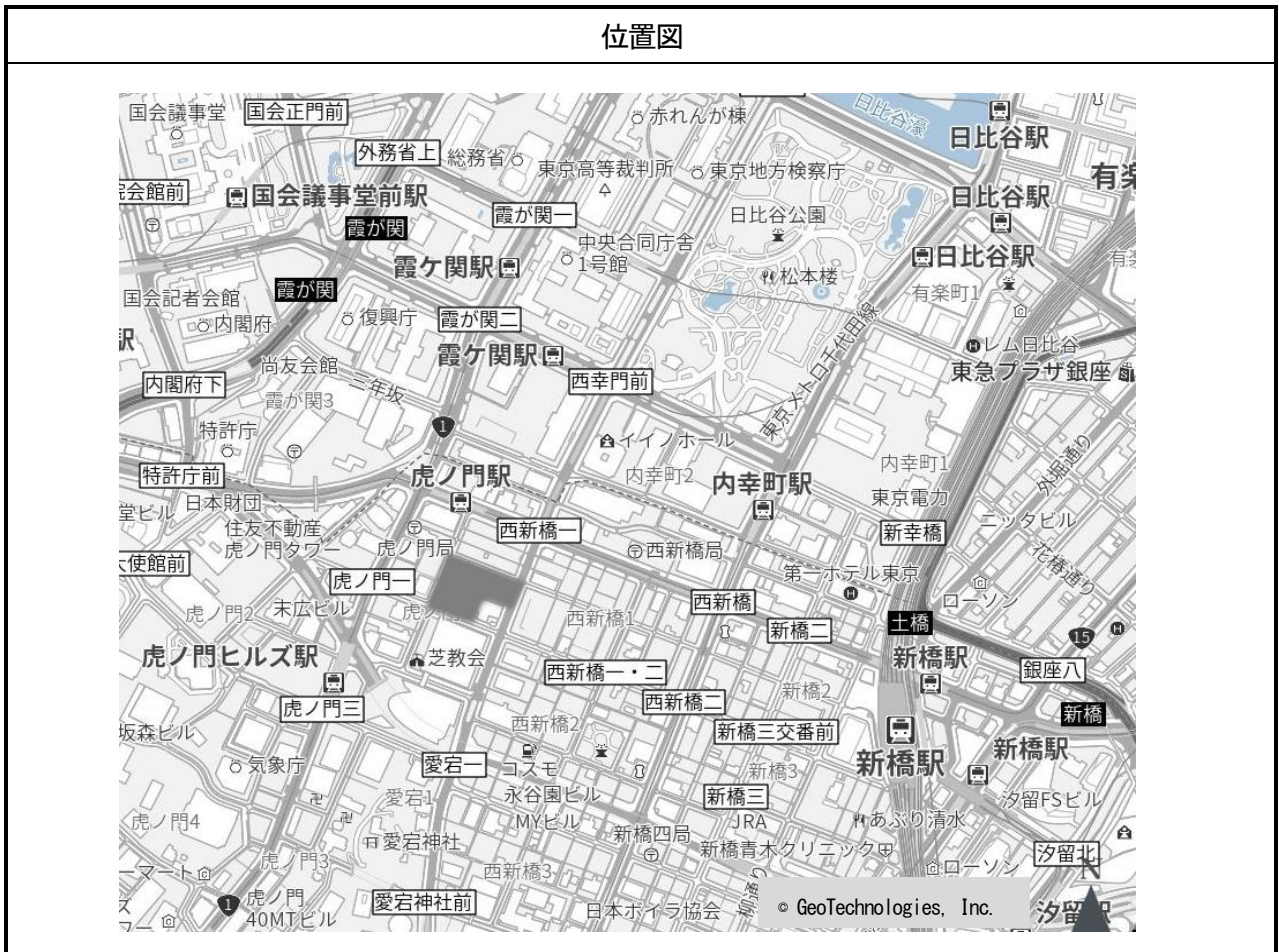 位置図
国会議事堂
国会正門前
赤れんが棟
日比谷濠
日比谷駅
外務省上
総務省
東京高等裁判所
東京地方検察庁
国会議事堂前駅
霞が関
霞が関一
日比谷公園
日比谷駅
中央合同庁舎
1号館
霞ケ関駅
日比谷駅
松本楼
有楽町1
国会記者会館
霞が関
内閣府
復興庁
霞が関二
霞ケ関駅
レム日比谷
東急プラザ銀座
内閣府下
尚友会館
三年坂
霞が関3
西幸門前
東京メトロ千代田線
特許庁
1
イイノホール
特許庁前
虎ノ門駅
内幸町2
内幸町駅
内幸町1
外堀通り
日本財団
東京電力
住友不動産
虎ノ門タワー
虎ノ門局
西新橋一
西新橋局
新幸橋
ニッタビル
花椿通り
虎ノ門一
第一ホテル東京
ローソン
虎ノ門2
末広ビル
西新橋1
西新橋
新橋二
土橋
15
虎ノ門ヒルズ駅
芝教会
西新橋一・二
新橋駅
銀座八
虎ノ門三
西新橋二
新橋2
新橋
西新橋2
新橋三交番前
新橋駅
新橋駅
気象庁
愛宕一
コスモ
新橋3
永谷園ビル
愛宕1
新橋三
汐留FSビル
虎ノ門4
MYビル
JRA
あぶり清水
愛宕神社
新橋四局
新橋青木クリニック
汐留北
虎ノ門3
西新橋3
ローソン
N
1
虎ノ門
40MTビル
愛宕神社前
日本ボイラ協会
柳通り
© GeoTechnologies, Inc.